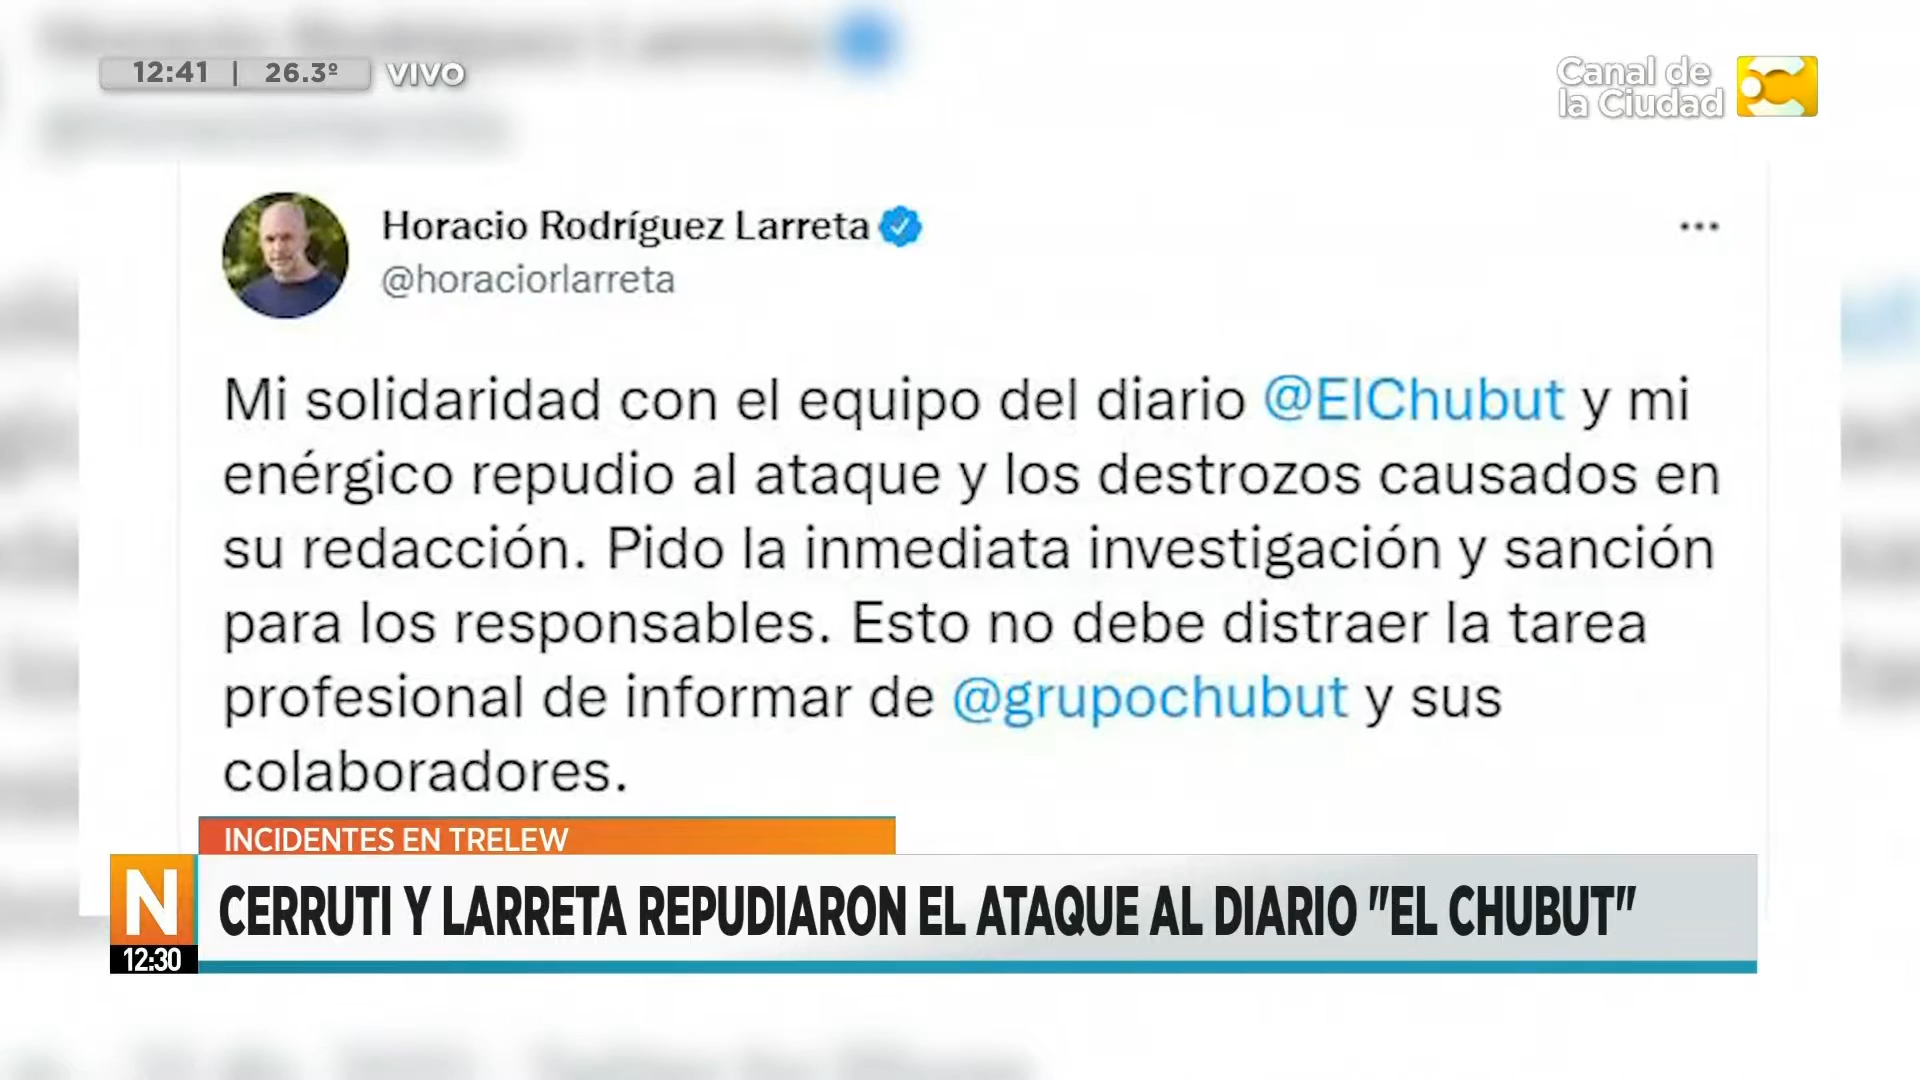 12:41 | 26.3º VIVO
Canal de
la Ciudad
Horacio Rodríguez Larreta
@horaciorlarreta
Mi solidaridad con el equipo del diario @ElChubut y mi
enérgico repudio al ataque y los destrozos causados en
su redacción. Pido la inmediata investigación y sanción
para los responsables. Esto no debe distraer la tarea
profesional de informar de @grupochubut y sus
colaboradores.
INCIDENTES EN TRELEW
N
CERRUTI Y LARRETA REPUDIARON EL ATAQUE AL DIARIO "EL CHUBUT"
12:30